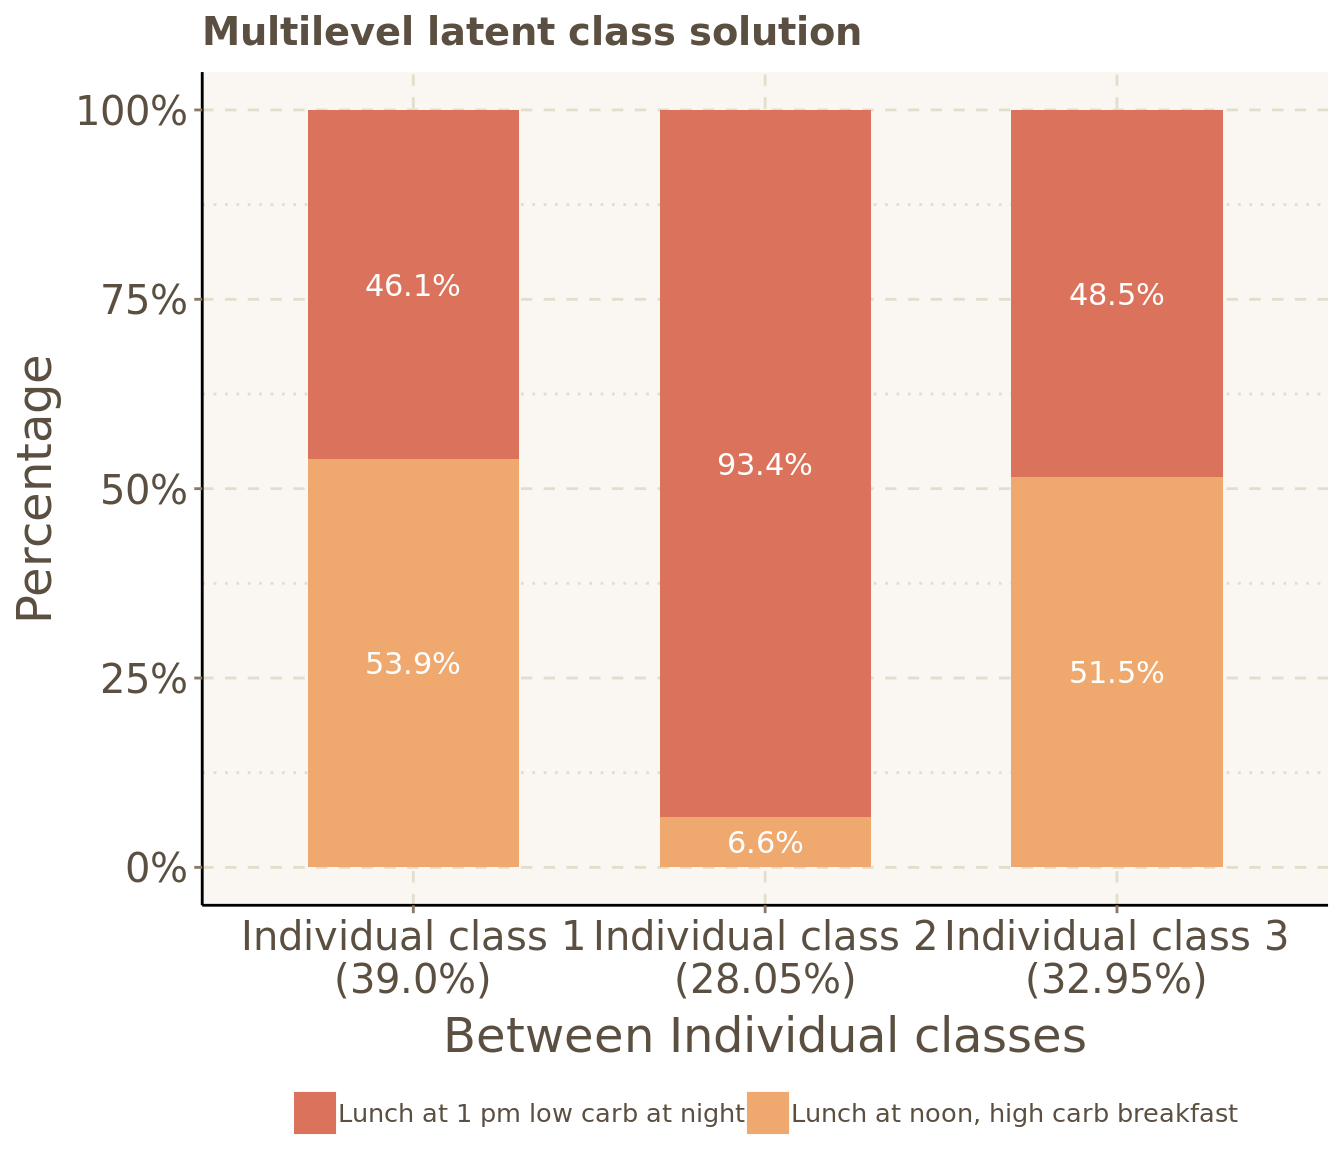 Multilevel latent class solution
100%
75%
50%
25%
0%
Percentage
46.1%
53.9%
93.4%
6.6%
48.5%
51.5%
Individual class 1
(39.0%)
Individual class 2
(28.05%)
Individual class 3
(32.95%)
Between Individual classes
Lunch at 1 pm low carb at night
Lunch at noon, high carb breakfast